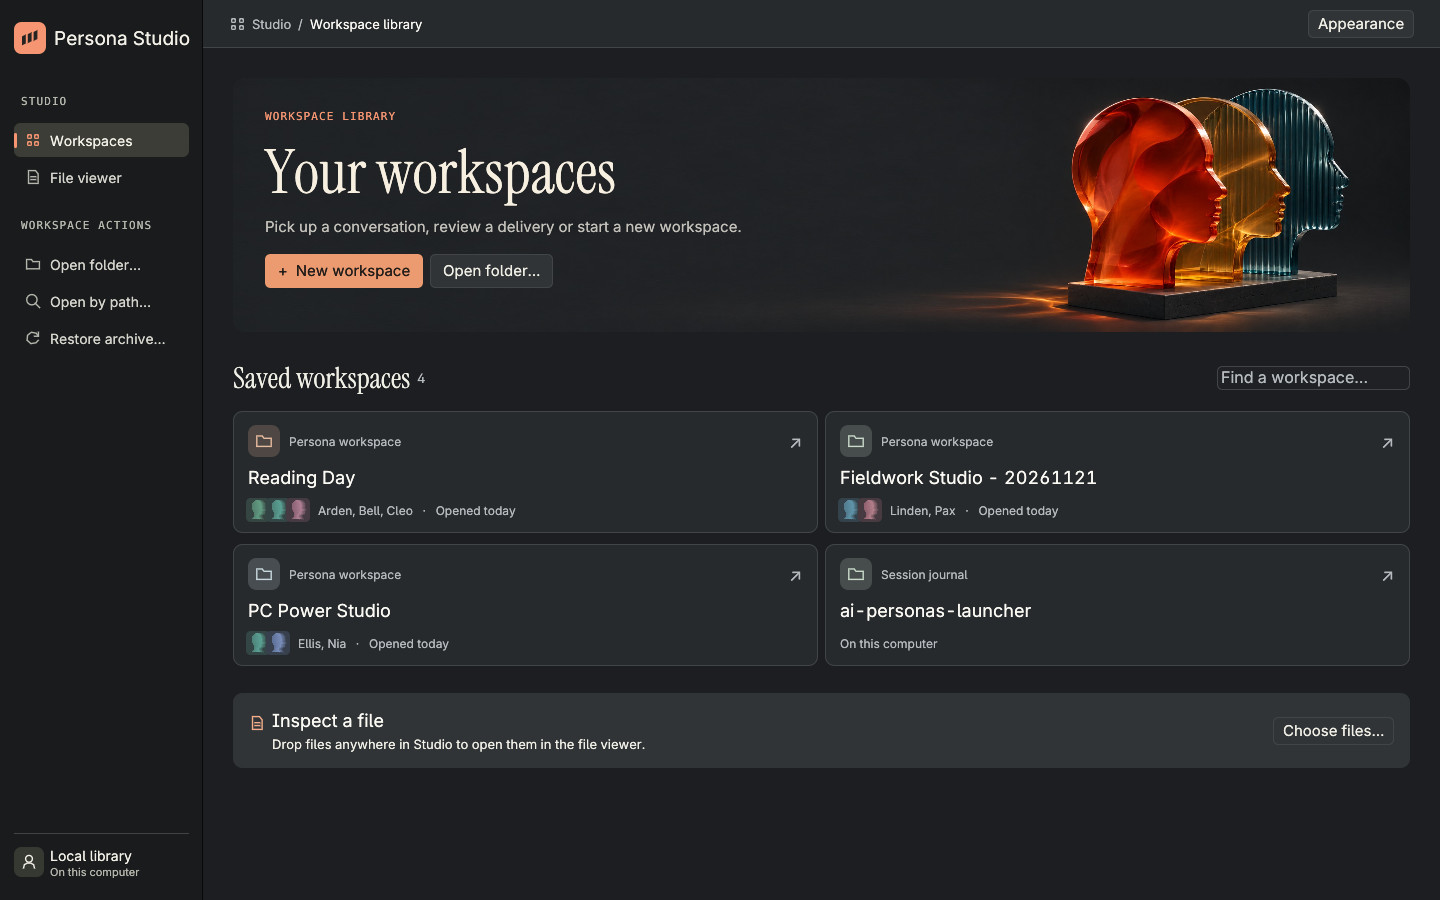 Persona Studio
STUDIO
Workspaces
File viewer
WORKSPACE ACTIONS
Open folder...
Open by path...
Restore archive...
Local library
On this computer
Studio / Workspace library
Appearance
WORKSPACE LIBRARY
Your workspaces
Pick up a conversation, review a delivery or start a new workspace.
+ New workspace
Open folder...
Saved workspaces 4
Find a workspace...
Persona workspace
Reading Day
Arden, Bell, Cleo · Opened today
Persona workspace
Fieldwork Studio - 20261121
Linden, Pax · Opened today
Persona workspace
PC Power Studio
Ellis, Nia · Opened today
Session journal
ai-personas-launcher
On this computer
Inspect a file
Drop files anywhere in Studio to open them in the file viewer.
Choose files...